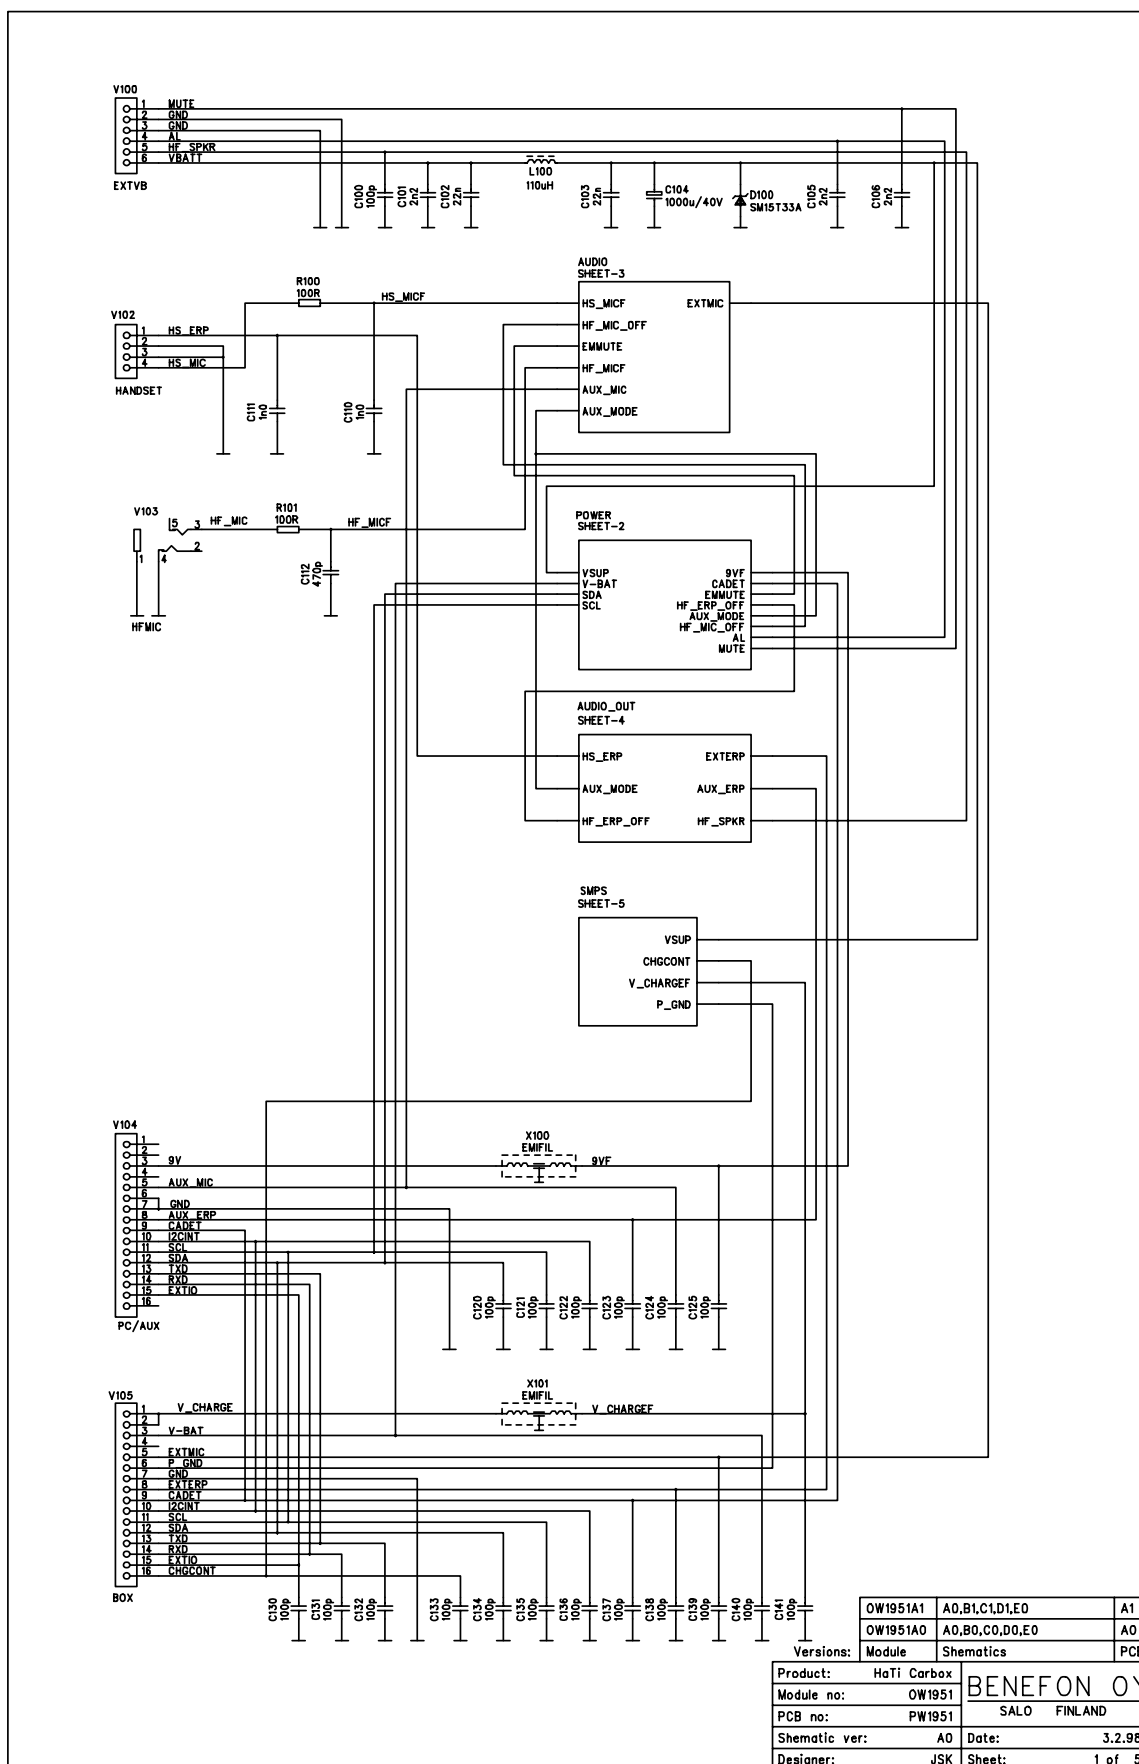 V100
1 MUTE
2 GND
3 GND
4 AL
5 HF_SPKR
6 VBATT
EXTVB
C100 100p
C101 2n2
C102 22n
L100
110uH
C103 22n
C104
1000u/40V
D100
SM15T33A
C105 2n2
C106 2n2
AUDIO
SHEET-3
HS_MICF
EXTMIC
HF_MIC_OFF
EMMUTE
HF_MICF
AUX_MIC
AUX_MODE
R100
100R
HS_MICF
V102
1 HS_ERP
2
3
4 HS_MIC
HANDSET
C111 1n0
C110 1n0
V103
5
3
HF_MIC
R101
100R
HF_MICF
1
4
2
C112 470p
HFMIC
POWER
SHEET-2
VSUP
V-BAT
SDA
SCL
9VF
CADET
EMMUTE
HF_ERP_OFF
AUX_MODE
HF_MIC_OFF
AL
MUTE
AUDIO_OUT
SHEET-4
HS_ERP
EXTERP
AUX_MODE
AUX_ERP
HF_ERP_OFF
HF_SPKR
SMPS
SHEET-5
VSUP
CHGCONT
V_CHARGEF
P_GND
V104
1
2
3 9V
4
5 AUX_MIC
6
7 GND
8 AUX_ERP
9 CADET
10 I2CINT
11 SCL
12 SDA
13 TXD
14 RXD
15 EXTIO
16
PC/AUX
X100
EMIFIL
9VF
C120 100p
C121 100p
C122 100p
C123 100p
C124 100p
C125 100p
V105
1 V_CHARGE
2
3 V-BAT
4
5 EXTMIC
6 P_GND
7 GND
8 EXTERP
9 CADET
10 I2CINT
11 SCL
12 SDA
13 TXD
14 RXD
15 EXTIO
16 CHGCONT
BOX
X101
EMIFIL
V_CHARGEF
C130 100p
C131 100p
C132 100p
C133 100p
C134 100p
C135 100p
C136 100p
C137 100p
C138 100p
C139 100p
C140 100p
C141 100p
OW1951A1 A0,B1,C1,D1,E0 A1
OW1951A0 A0,B0,C0,D0,E0 A0
Versions: Module Shematics
Product: HaTi Carbox
BENEFON OY
Module no: OW1951
SALO FINLAND
PCB no: PW1951
Shematic ver: A0 Date: 3.2.98
Designer: JSK Sheet: 1 of 5